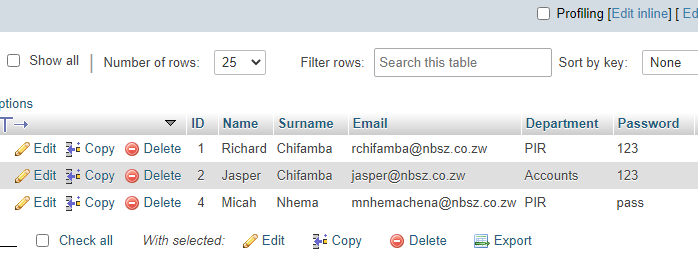 Profiling [Edit inline] [ Ed
Show all | Number of rows: 25 Filter rows: Search this table Sort by key: None
ptions
ID Name Surname Email Department Password
Edit Copy Delete 1 Richard Chifamba rchifamba@nbsz.co.zw PIR 123
Edit Copy Delete 2 Jasper Chifamba jasper@nbsz.co.zw Accounts 123
Edit Copy Delete 4 Micah Nhema mnhemachena@nbsz.co.zw PIR pass
Check all With selected: Edit Copy Delete Export